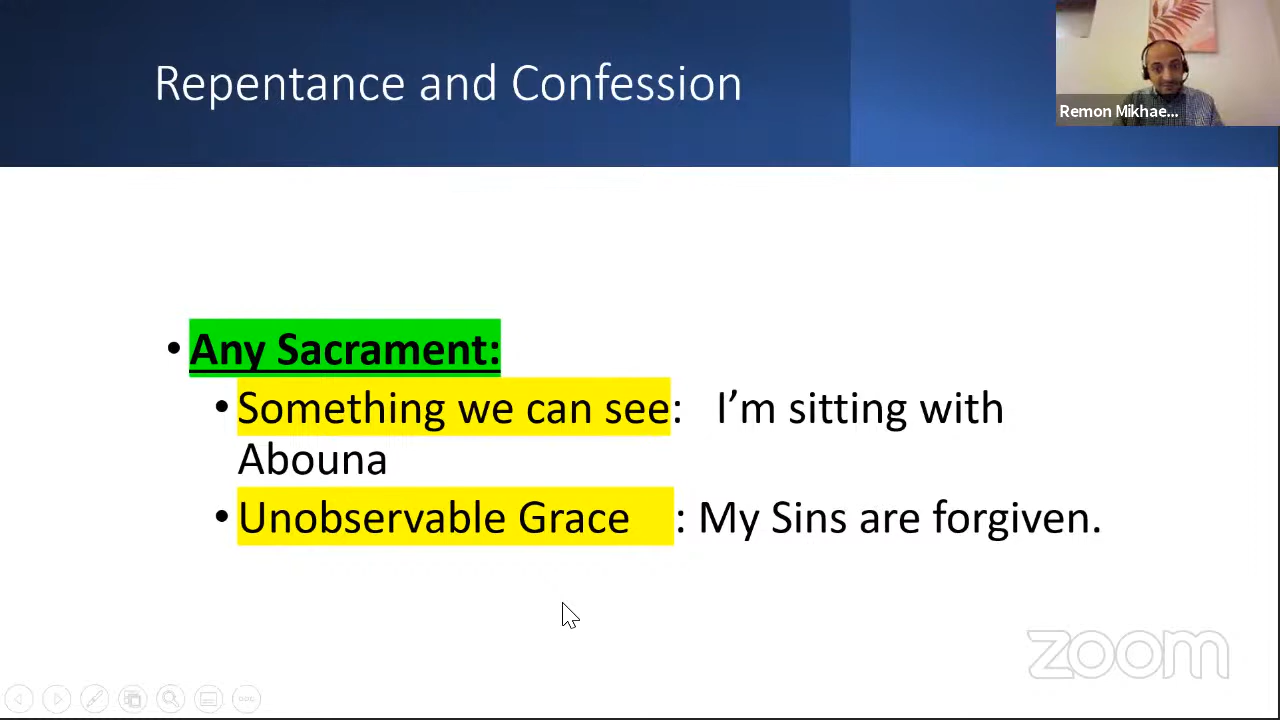 Repentance and Confession
Remon Mikhae...
• Any Sacrament:
• Something we can see: I’m sitting with
Abouna
• Unobservable Grace : My Sins are forgiven.
zoom